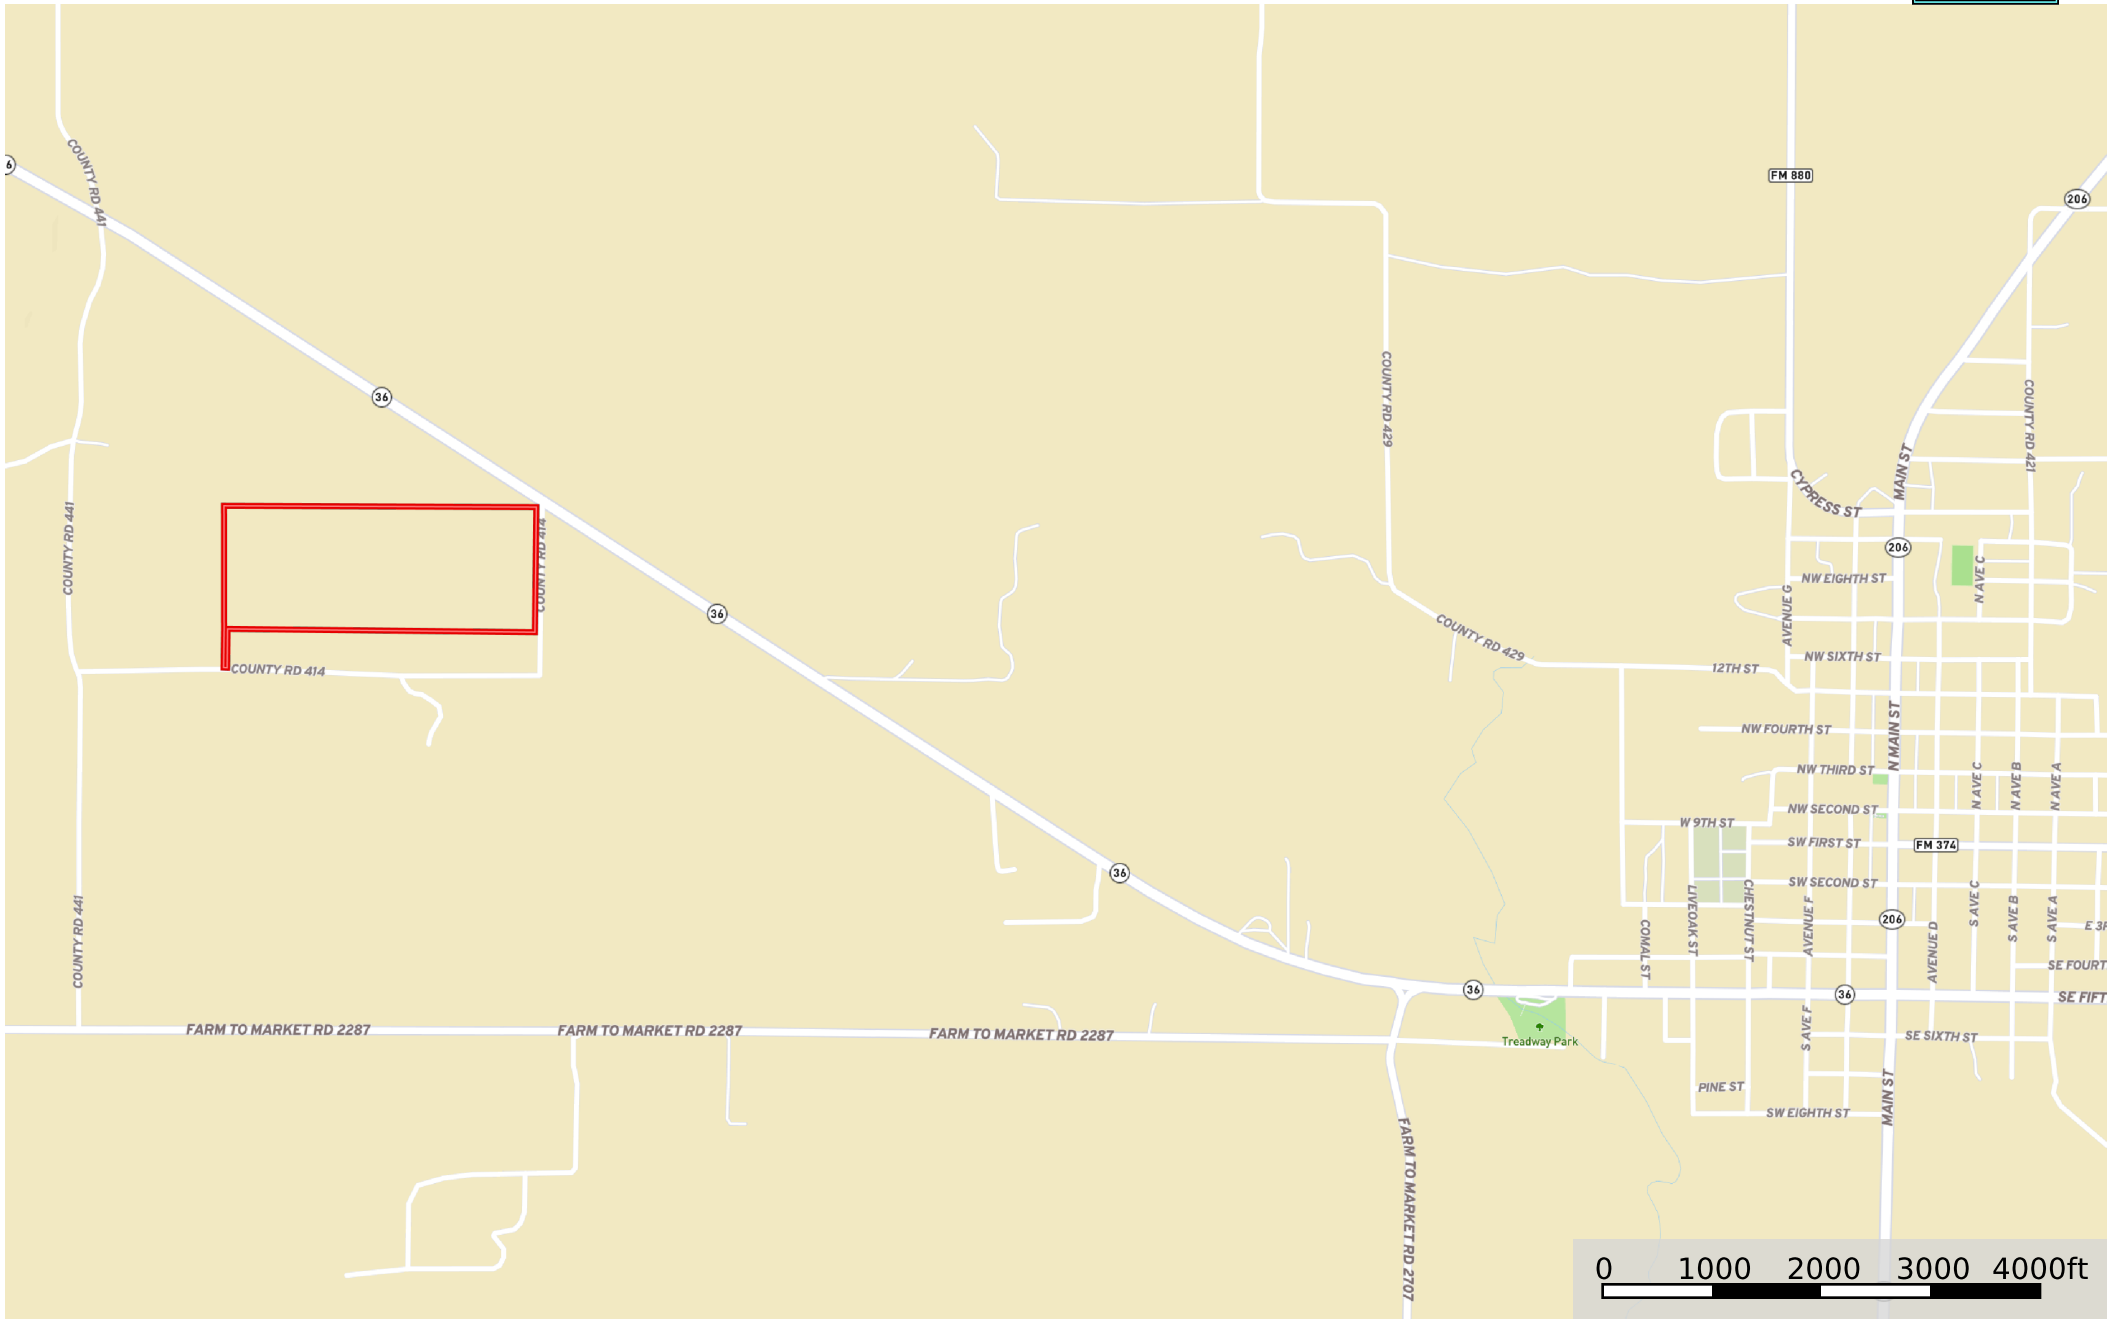 COUNTY RD 441
6
FM 880
206
36
COUNTY RD 429
COUNTY RD 421
MAIN ST
CYPRESS ST
COUNTY RD 441
COUNTY RD 414
206
NW EIGHTH ST
N AVE C
AVENUE G
36
COUNTY RD 429
NW SIXTH ST
12TH ST
COUNTY RD 414
N MAIN ST
NW FOURTH ST
NW THIRD ST
N AVE C
N AVE B
N AVE A
NW SECOND ST
W 9TH ST
SW FIRST ST
FM 374
36
SW SECOND ST
LIVEOAK ST
CHESTNUT ST
AVENUE F
206
S AVE C
S AVE B
S AVE A
E 3
COUNTY RD 441
COMAL ST
AVENUE D
SE FOURT
36
36
SE FIFT
FARM TO MARKET RD 2287
FARM TO MARKET RD 2287
FARM TO MARKET RD 2287
Treadway Park
S AVE F
SE SIXTH ST
PINE ST
MAIN ST
SW EIGHTH ST
FARM TO MARKET RD 2707
0 1000 2000 3000 4000ft